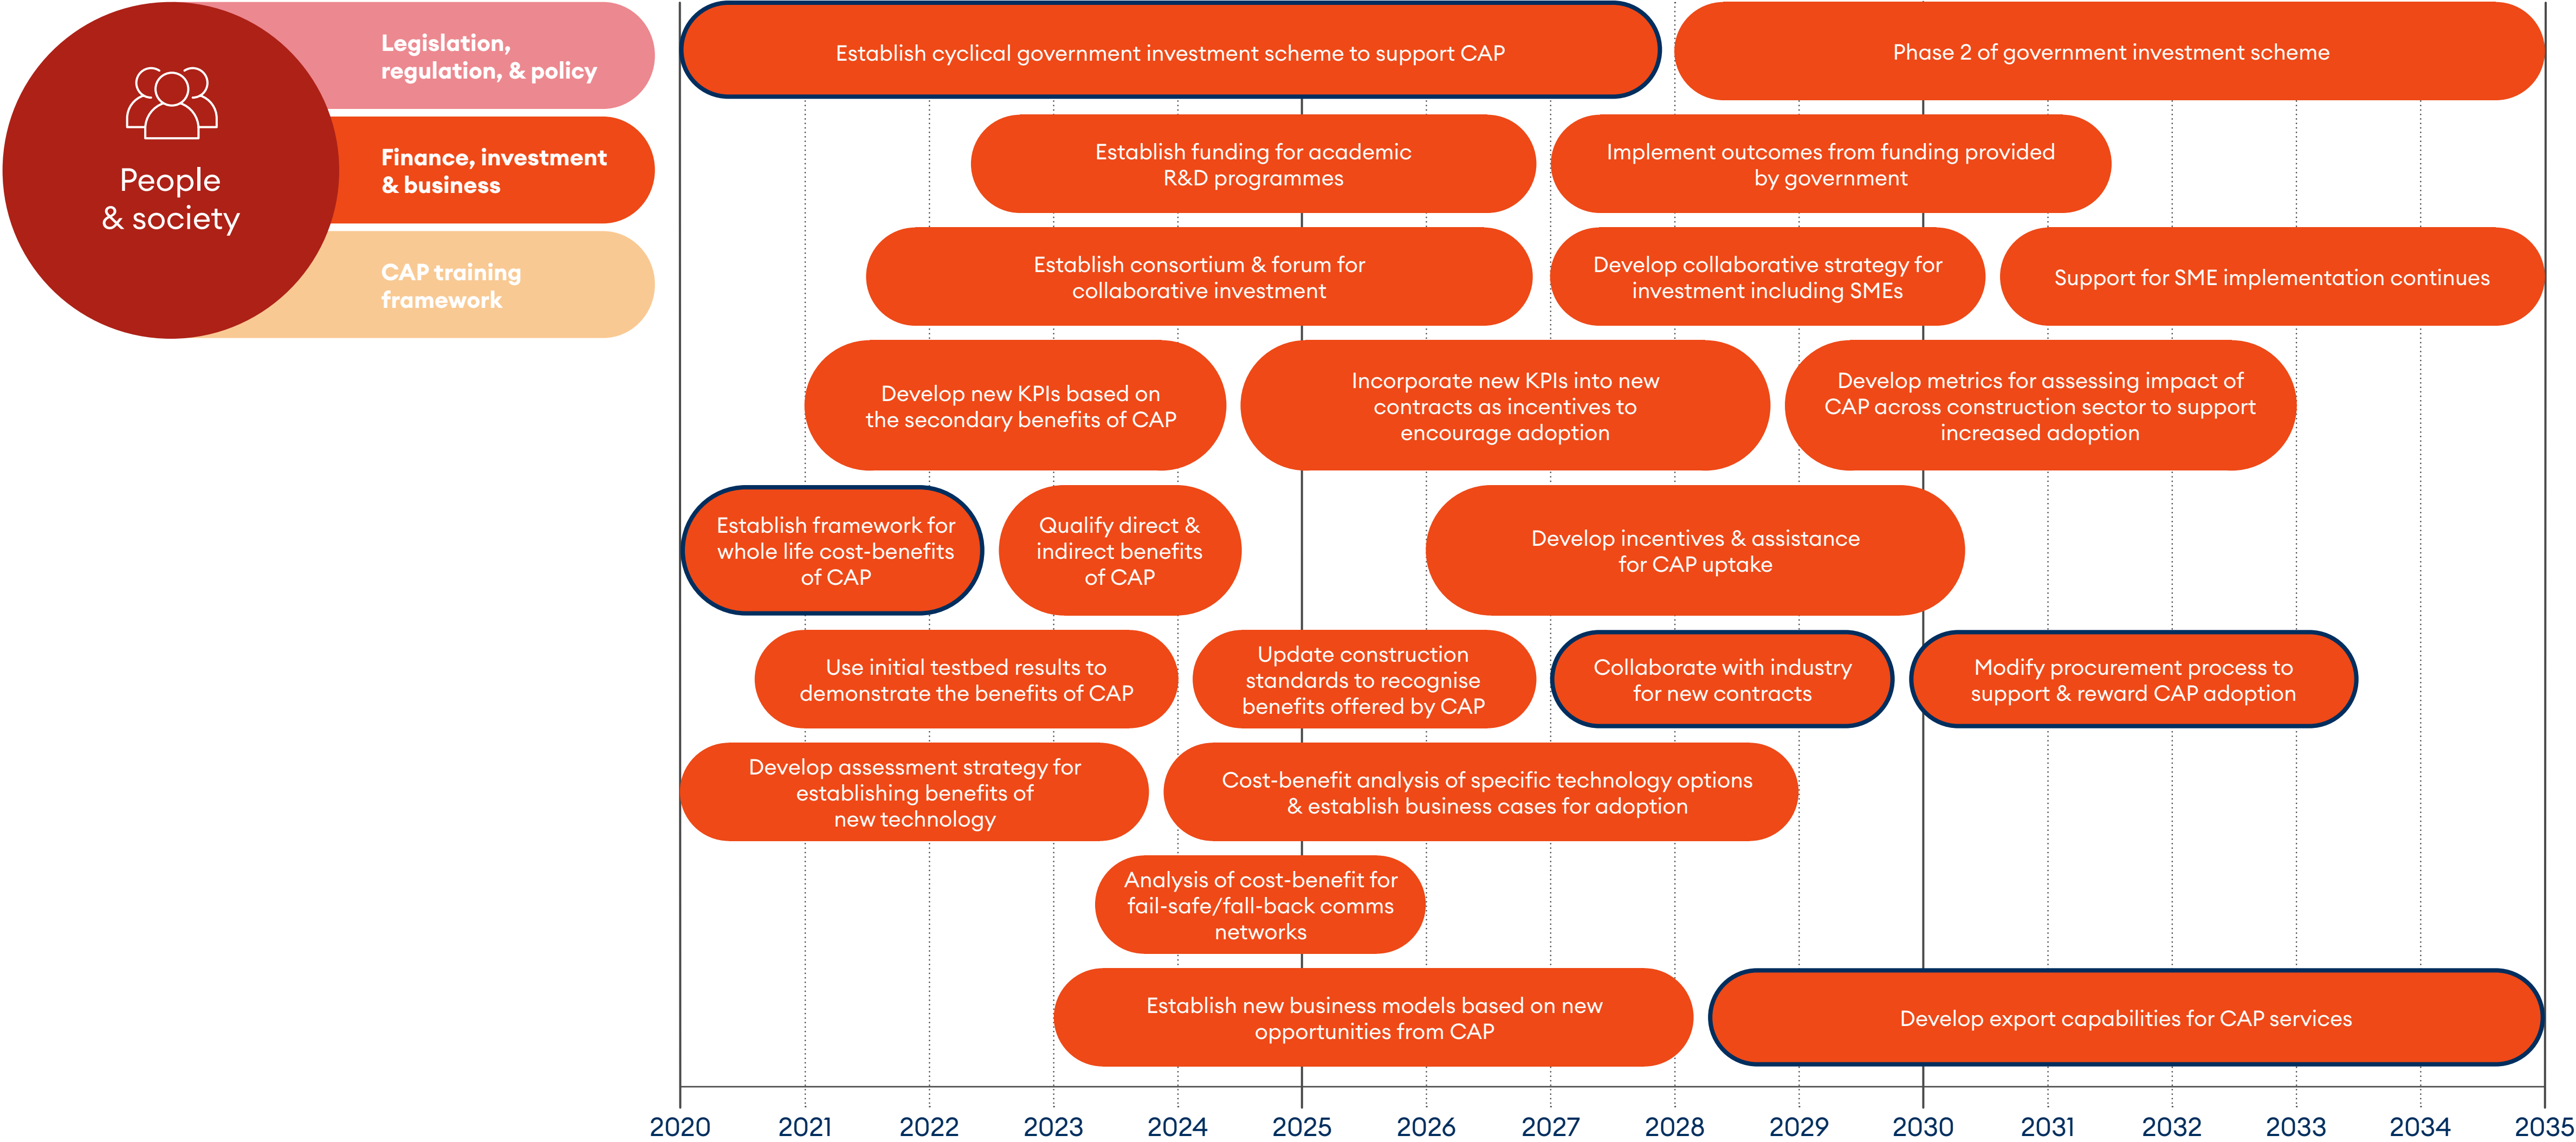 Legislation,
regulation, & policy
People
& society
Finance, investment
& business
CAP training
framework
Establish cyclical government investment scheme to support CAP
Phase 2 of government investment scheme
Establish funding for academic
R&D programmes
Implement outcomes from funding provided
by government
Establish consortium & forum for
collaborative investment
Develop collaborative strategy for
investment including SMEs
Support for SME implementation continues
Develop new KPIs based on
the secondary benefits of CAP
Incorporate new KPIs into new
contracts as incentives to
encourage adoption
Develop metrics for assessing impact of
CAP across construction sector to support
increased adoption
Establish framework for
whole life cost-benefits
of CAP
Qualify direct &
indirect benefits
of CAP
Develop incentives & assistance
for CAP uptake
Use initial testbed results to
demonstrate the benefits of CAP
Update construction
standards to recognise
benefits offered by CAP
Collaborate with industry
for new contracts
Modify procurement process to
support & reward CAP adoption
Develop assessment strategy for
establishing benefits of
new technology
Cost-benefit analysis of specific technology options
& establish business cases for adoption
Analysis of cost-benefit for
fail-safe/fall-back comms
networks
Establish new business models based on new
opportunities from CAP
Develop export capabilities for CAP services
2020 2021 2022 2023 2024 2025 2026 2027 2028 2029 2030 2031 2032 2033 2034 2035